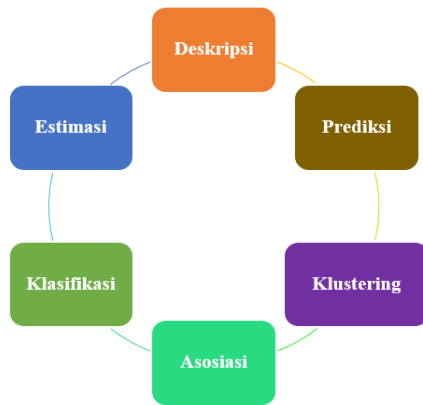 Deskripsi
Estimasi
Prediksi
Klasifikasi
Klustering
Asosiasi